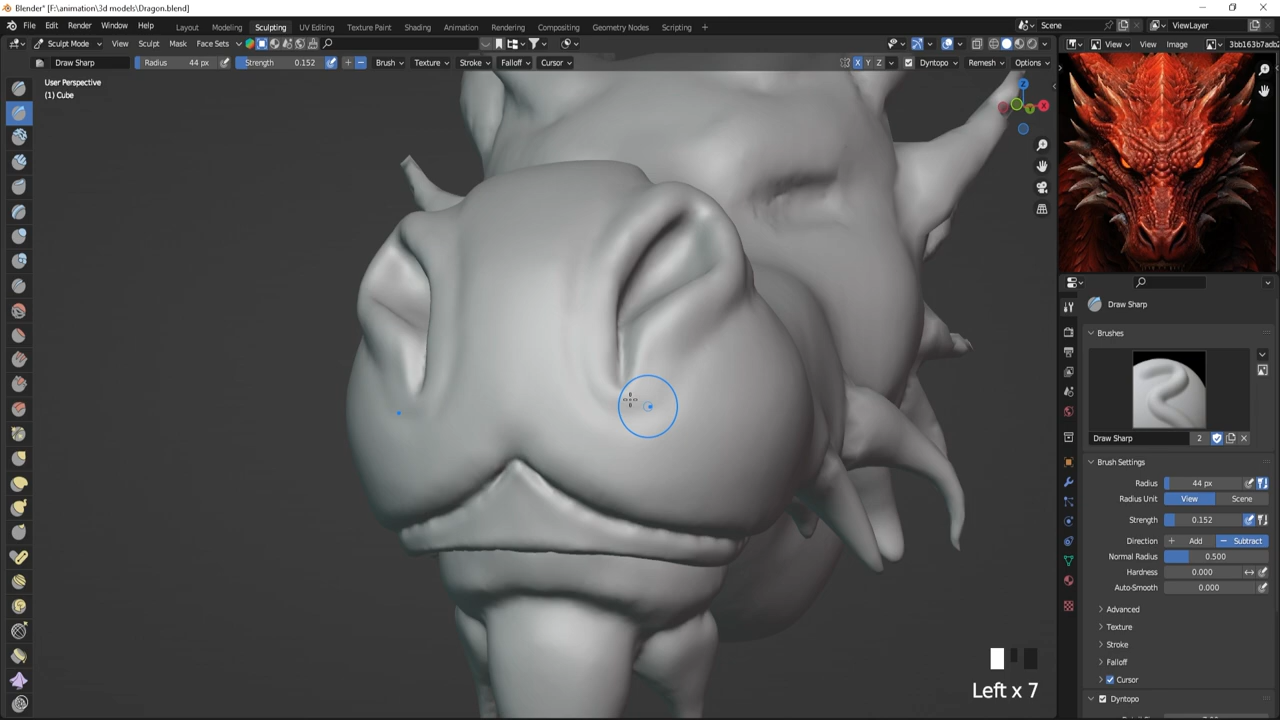 Blender* [F:\animation\3d models\Dragon.blend]
File Edit Render Window Help Layout Modeling Sculpting UV Editing Texture Paint Shading Animation Rendering Compositing Geometry Nodes Scripting + Scene ViewLayer
Sculpt Mode View Sculpt Mask Face Sets View View Image 3bb163b7adb2
Draw Sharp Radius 44 px Strength 0.152 Brush Texture Stroke Falloff Cursor X Y Z Dyntopo Remesh Options
User Perspective
(1) Cube
Z
X
Y
Draw Sharp
Brushes
Draw Sharp 2
Brush Settings
Radius 44 px
Radius Unit View Scene
Strength 0.152
Direction + Add − Subtract
Normal Radius 0.500
Hardness 0.000
Auto-Smooth 0.000
Advanced
Texture
Stroke
Falloff
Cursor
Dyntopo
Left x 7